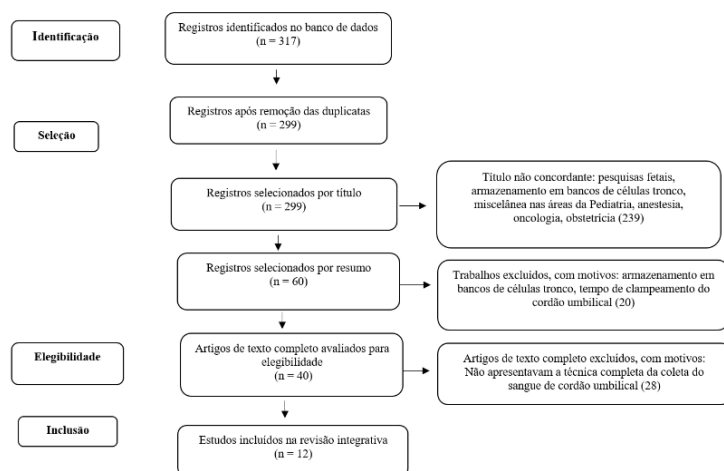 Identificação
Registros identificados no banco de dados
(n = 317)
Registros após remoção das duplicatas
(n = 299)
Seleção
Registros selecionados por título
(n = 299)
Título não concordante: pesquisas fetais,
armazenamento em bancos de células tronco,
miscelânea nas áreas da Pediatria, anestesia,
oncologia, obstetrícia (239)
Registros selecionados por resumo
(n = 60)
Trabalhos excluídos, com motivos: armazenamento
em bancos de células tronco, tempo de clampeamento do
cordão umbilical (20)
Elegibilidade
Artigos de texto completo avaliados para
elegibilidade
(n = 40)
Artigos de texto completo excluídos, com motivos:
Não apresentavam a técnica completa da coleta do
sangue de cordão umbilical (28)
Inclusão
Estudos incluídos na revisão integrativa
(n = 12)